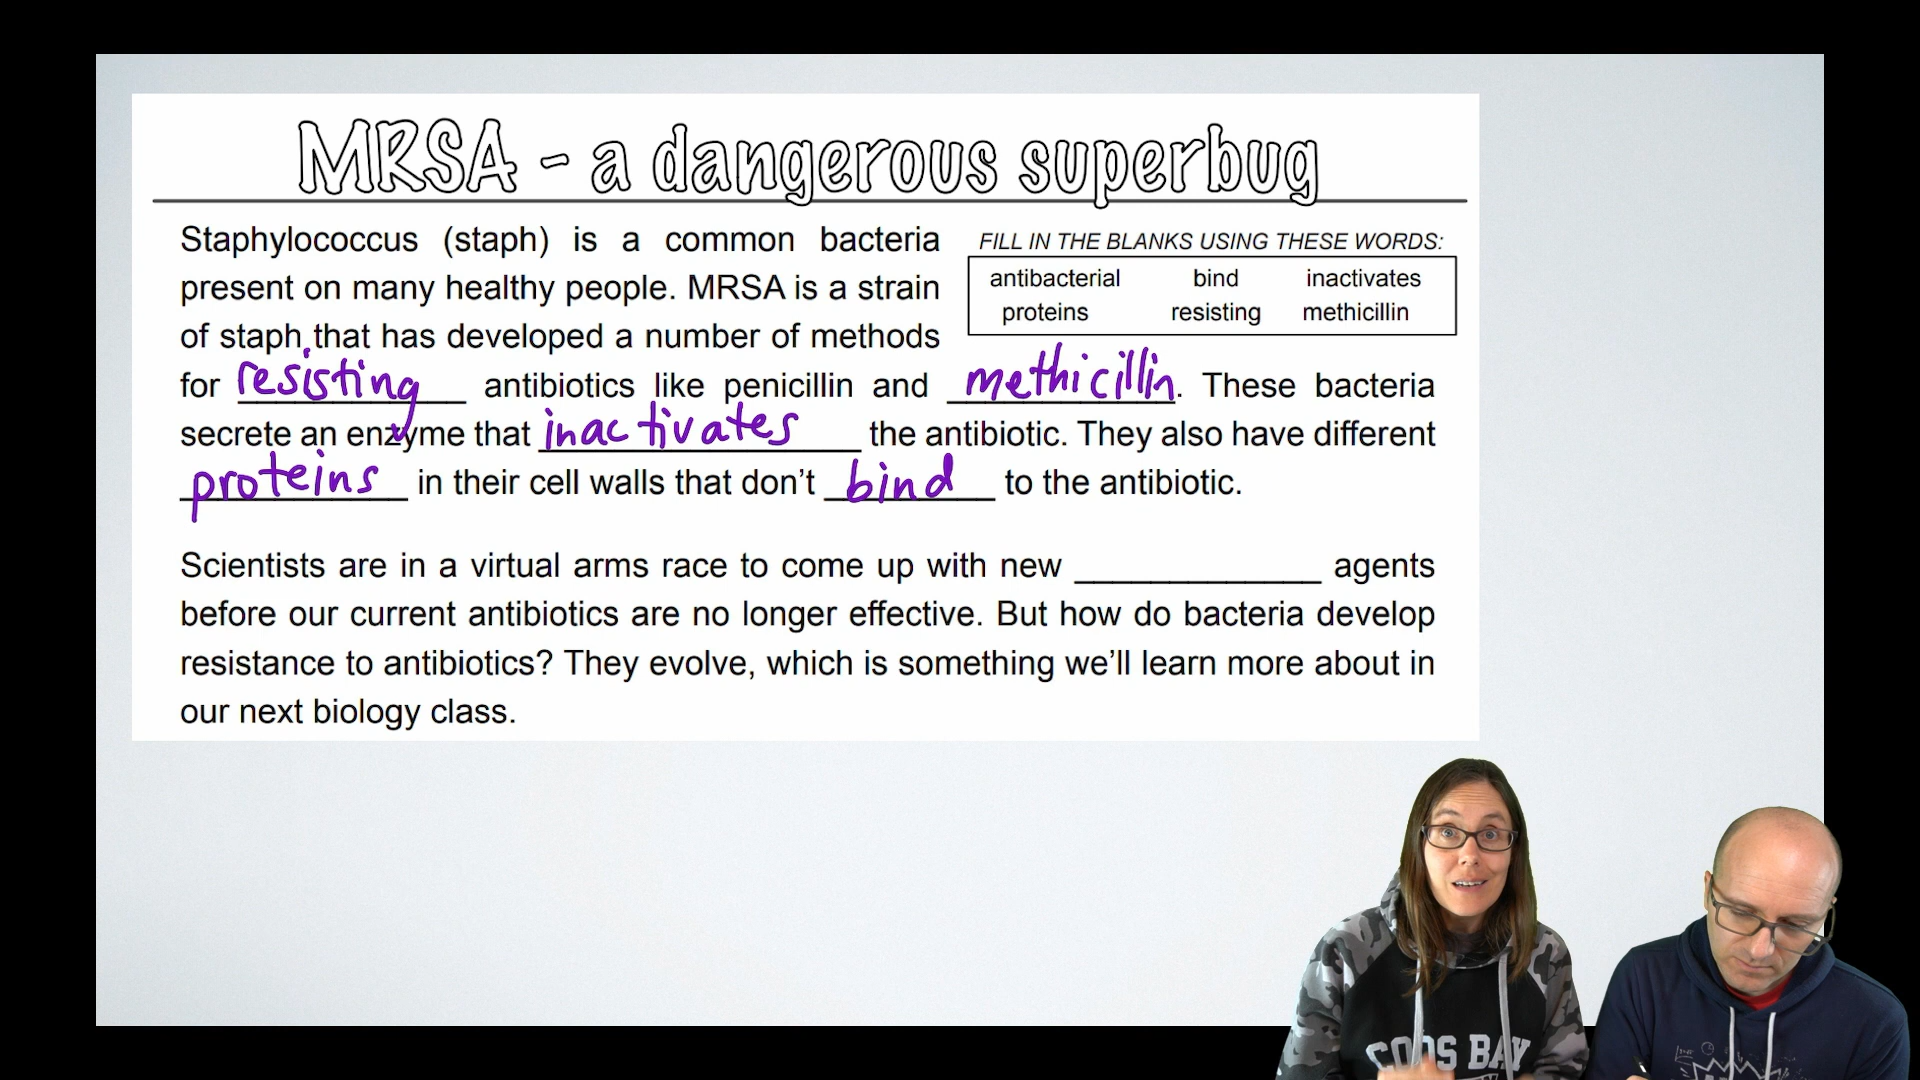 MRSA - a dangerous superbug
Staphylococcus (staph) is a common bacteria
present on many healthy people. MRSA is a strain
of staph that has developed a number of methods
FILL IN THE BLANKS USING THESE WORDS:
antibacterial bind inactivates
proteins resisting methicillin
for resisting antibiotics like penicillin and methicillin. These bacteria
secrete an enzyme that inactivates the antibiotic. They also have different
proteins in their cell walls that don't bind to the antibiotic.
Scientists are in a virtual arms race to come up with new _____________ agents
before our current antibiotics are no longer effective. But how do bacteria develop
resistance to antibiotics? They evolve, which is something we'll learn more about in
our next biology class.
COOS BAY